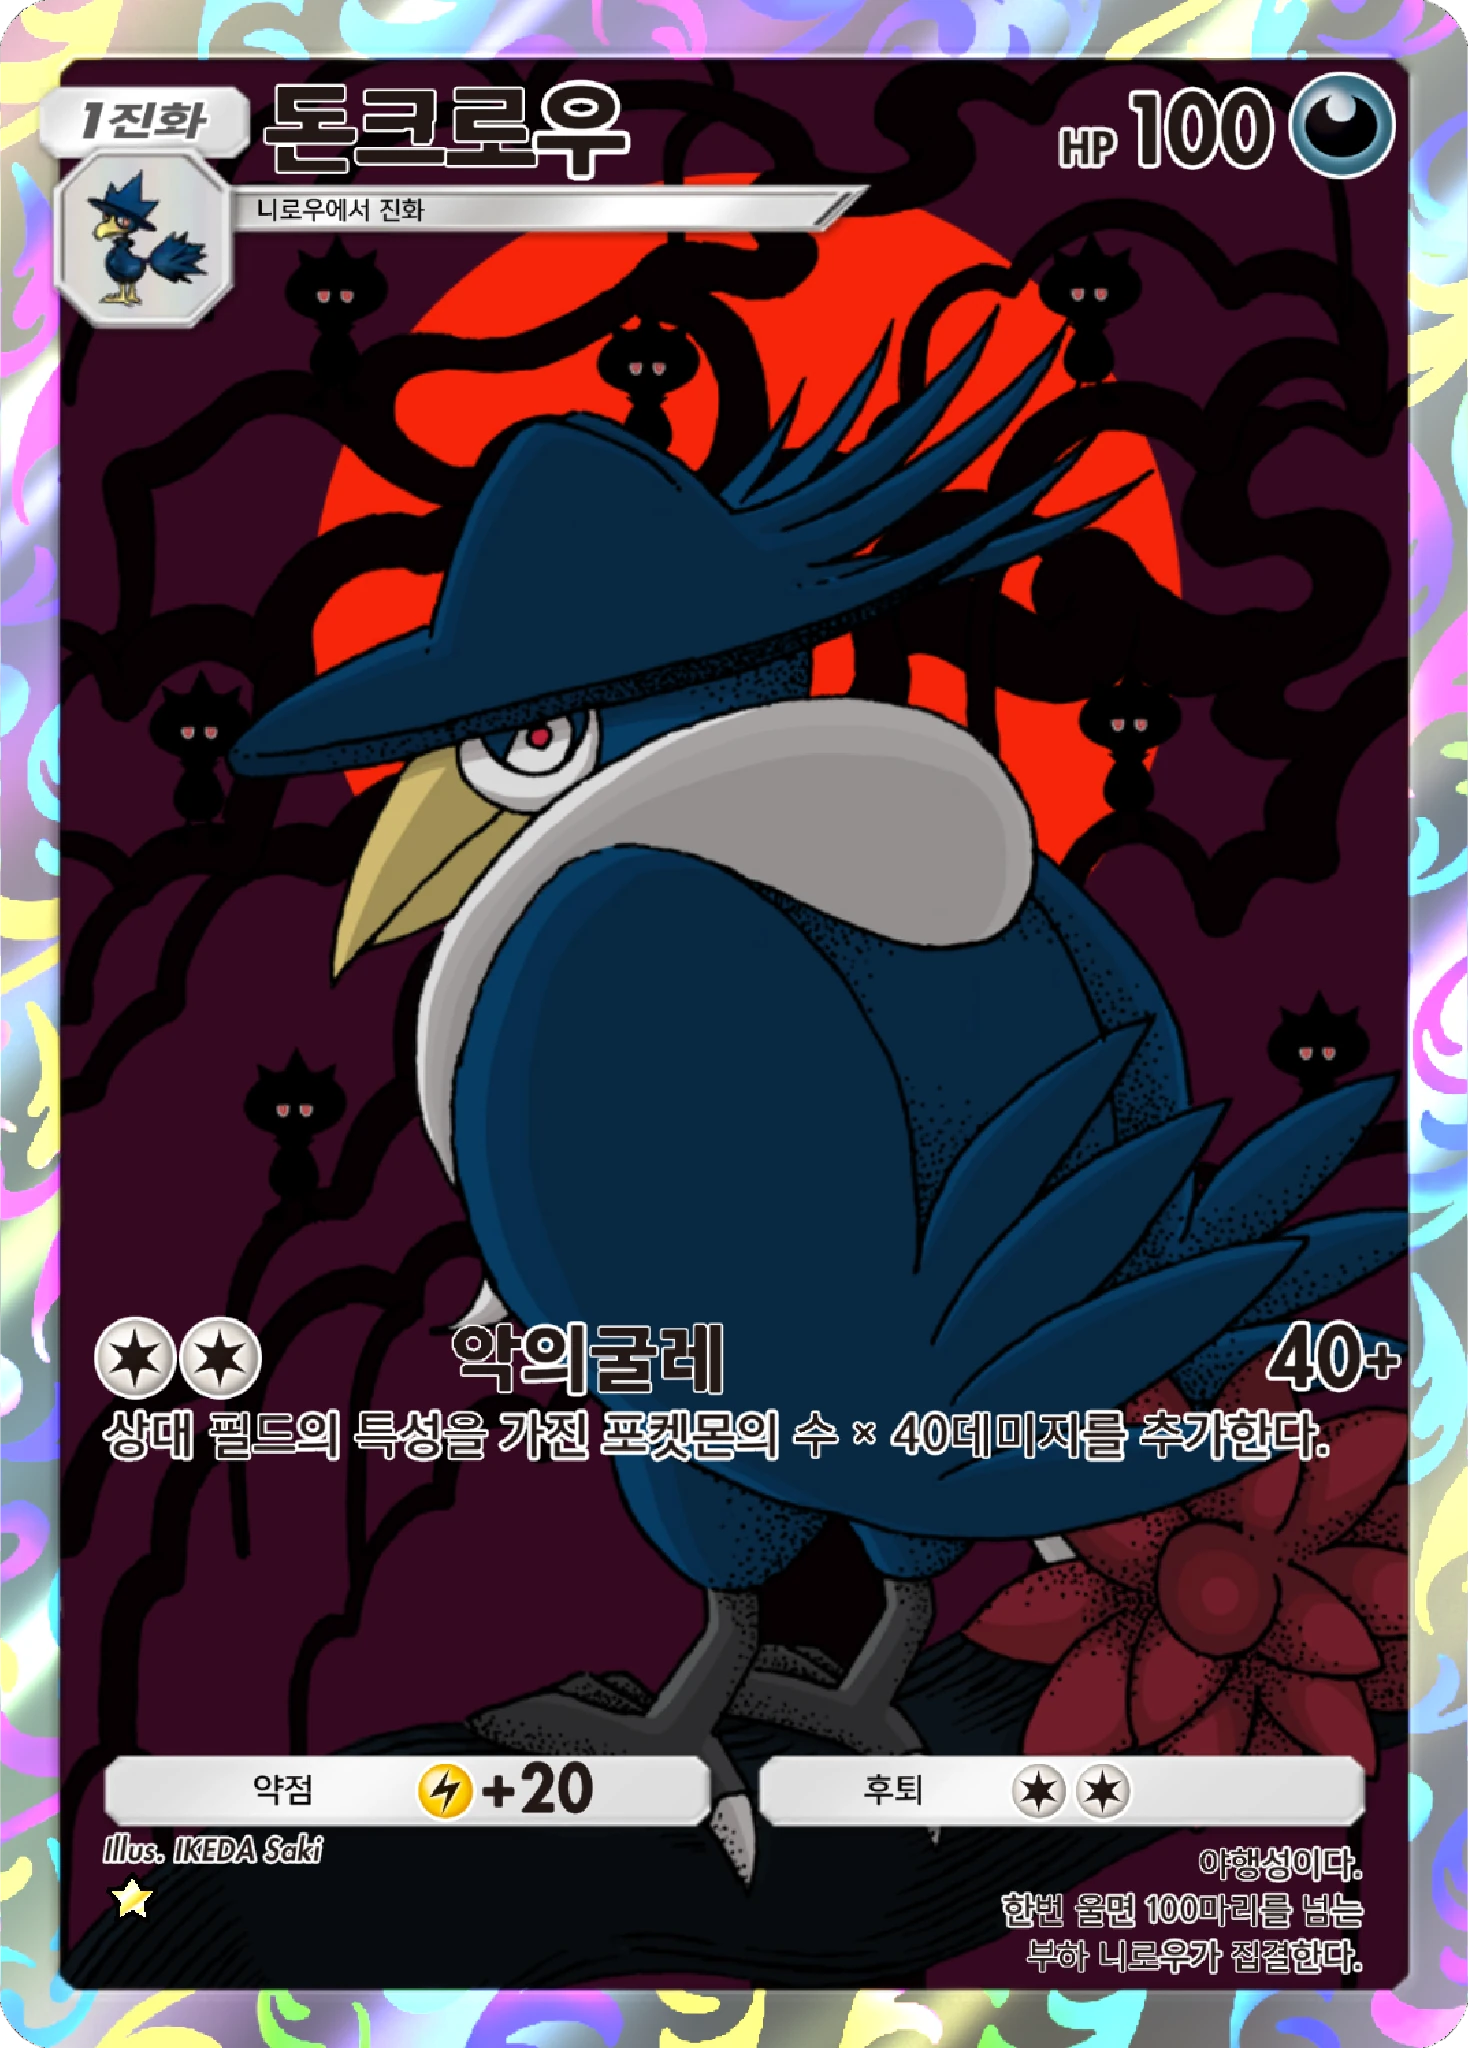 1진화 돈크로우 HP 100
니로우에서 진화
악의굴레 40+
상대 필드의 특성을 가진 포켓몬의 수 × 40데미지를 추가한다.
약점 +20 후퇴
Illus. IKEDA Saki
야행성이다.
한번 울면 100마리를 넘는
부하 니로우가 집결한다.